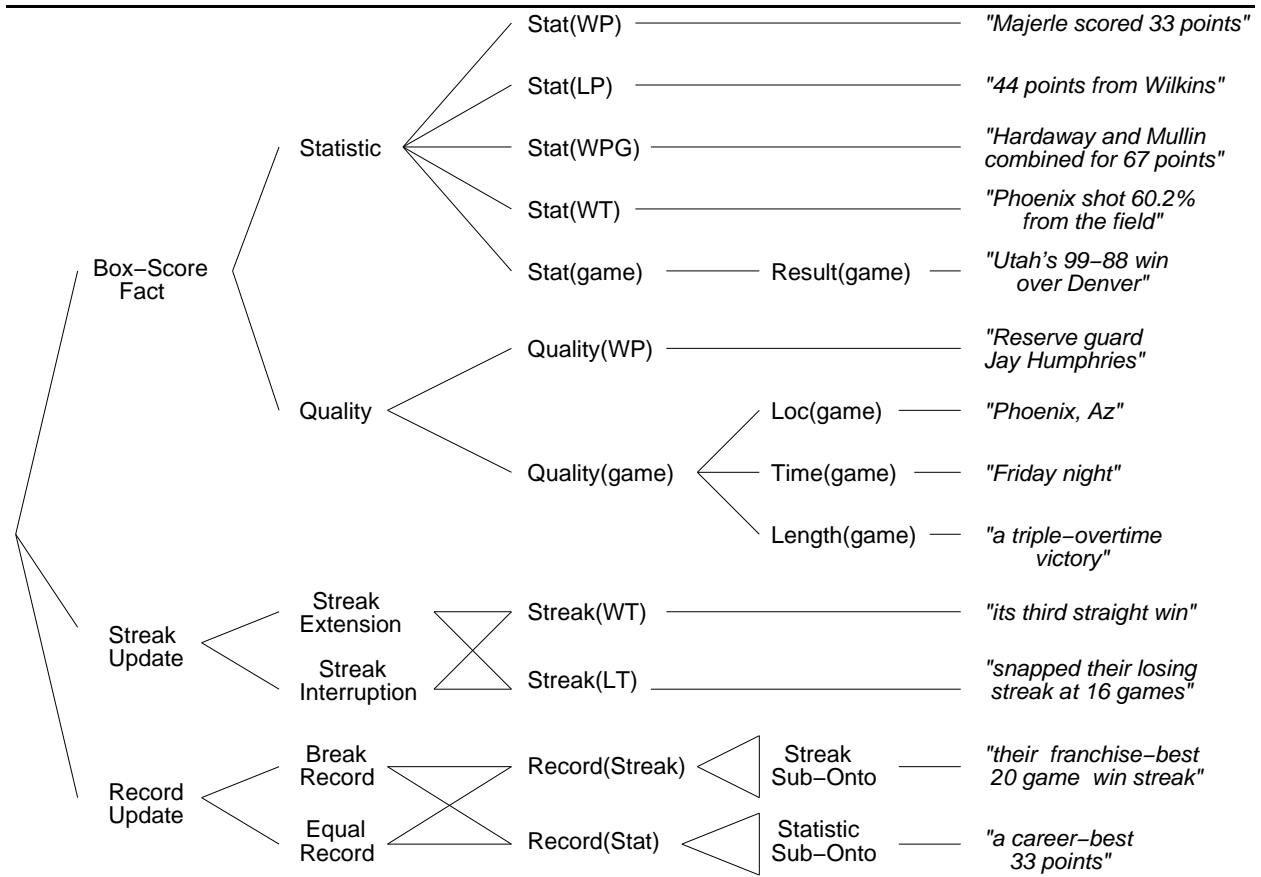 Stat(WP)
"Majerle scored 33 points"
Stat(LP)
"44 points from Wilkins"
Statistic
Stat(WPG)
"Hardaway and Mullin
combined for 67 points"
Stat(WT)
"Phoenix shot 60.2%
from the field"
Box−Score
Fact
Stat(game)
Result(game)
"Utah's 99−88 win
over Denver"
Quality(WP)
"Reserve guard
Jay Humphries"
Quality
Loc(game)
"Phoenix, Az"
Quality(game)
Time(game)
"Friday night"
Length(game)
"a triple−overtime
victory"
Streak
Update
Streak
Extension
Streak(WT)
"its third straight win"
Streak
Interruption
Streak(LT)
"snapped their losing
streak at 16 games"
Record
Update
Break
Record
Record(Streak)
Streak
Sub−Onto
"their franchise−best
20 game win streak"
Equal
Record
Record(Stat)
Statistic
Sub−Onto
"a career−best
33 points"